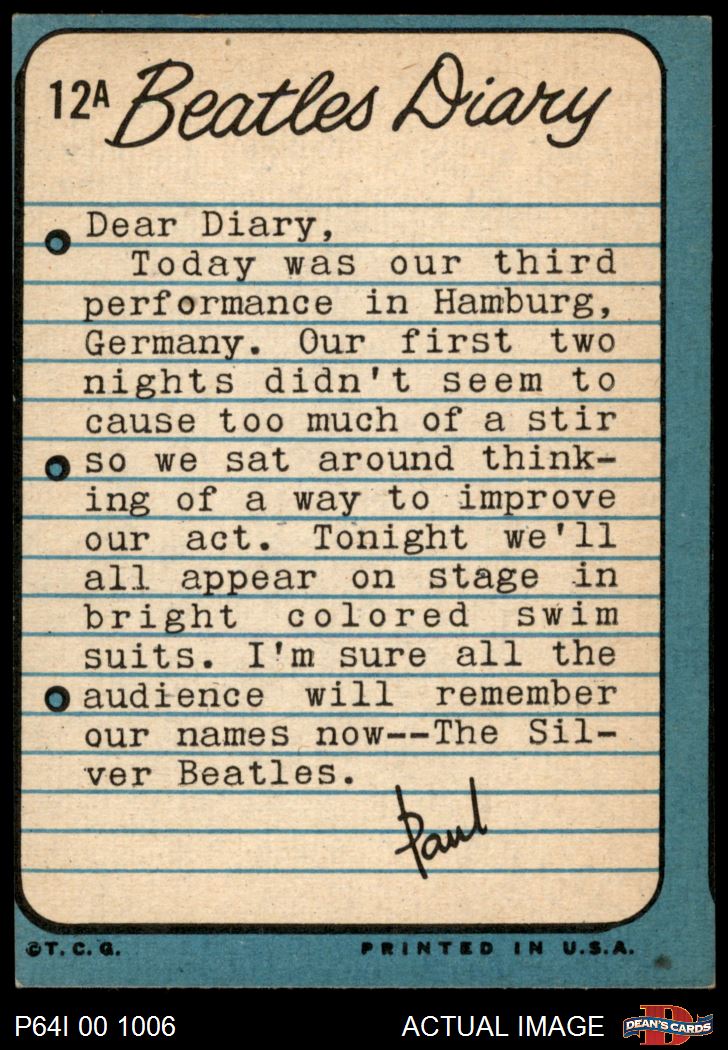 12A Beatles Diary
Dear Diary,
Today was our third
performance in Hamburg,
Germany. Our first two
nights didn't seem to
cause too much of a stir
so we sat around think-
ing of a way to improve
our act. Tonight we'll
all appear on stage in
bright colored swim
suits. I'm sure all the
audience will remember
our names now--The Sil-
ver Beatles.
Paul
©T.C.G. PRINTED IN U.S.A.
P64I 00 1006 ACTUAL IMAGE D DEAN'S CARDS